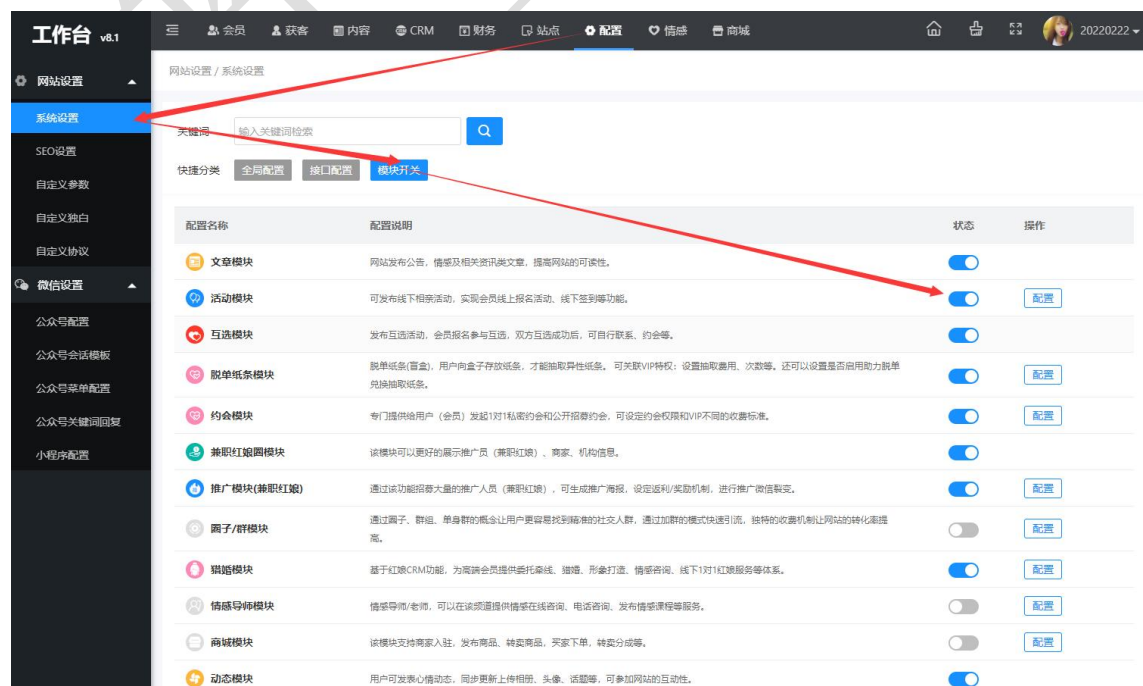 工作台 v8.1
会员 获客 内容 CRM 财务 站点 配置 情感 商城 20220222
网站设置
网站设置 / 系统设置
系统设置
SEO设置
自定义参数
自定义独白
自定义协议
微信设置
公众号配置
公众号会话模板
公众号菜单配置
公众号关键词回复
小程序配置
关键词 输入关键词检索
快捷分类 全局配置 接口配置 模块开关
配置名称 配置说明 状态 操作
文章模块 网站发布公告，情感及相关资讯类文章，提高网站的可读性。
活动模块 可发布线下相亲活动，实现会员线上报名活动、线下签到等功能。 配置
互选模块 发布互选活动，会员报名参与互选，双方互选成功后，可自行联系、约会等。
脱单纸条模块 脱单纸条(盲盒)，用户向盒子存放纸条，才能抽取异性纸条。 可关联VIP特权：设置抽取费用、次数等。还可以设置是否启用助力脱单 配置
兑换抽取纸条。
约会模块 专门提供给用户（会员）发起1对1私密约会和公开招募约会，可设定约会权限和VIP不同的收费标准。 配置
兼职红娘圈模块 该模块可以更好的展示推广员（兼职红娘）、商家、机构信息。
推广模块(兼职红娘) 通过该功能招募大量的推广人员（兼职红娘），可生成推广海报，设定返利/奖励机制，进行推广微信裂变。 配置
圈子/群模块 通过圈子、群组、单身群的概念让用户更容易找到精准的社交人群，通过加群的模式快速引流，独特的收费机制让网站的转化率提 配置
高。
猎婚模块 基于红娘CRM功能，为高端会员提供委托牵线、猎婚、形象打造、情感咨询、线下1对1红娘服务等体系。 配置
情感导师模块 情感导师/老师，可以在该频道提供情感在线咨询、电话咨询、发布情感课程等服务。 配置
商城模块 该模块支持商家入驻，发布商品、转卖商品，买家下单，转卖分成等。 配置
动态模块 用户可发表心情动态，同步更新上传相册、头像、话题等，可参加网站的互动性。